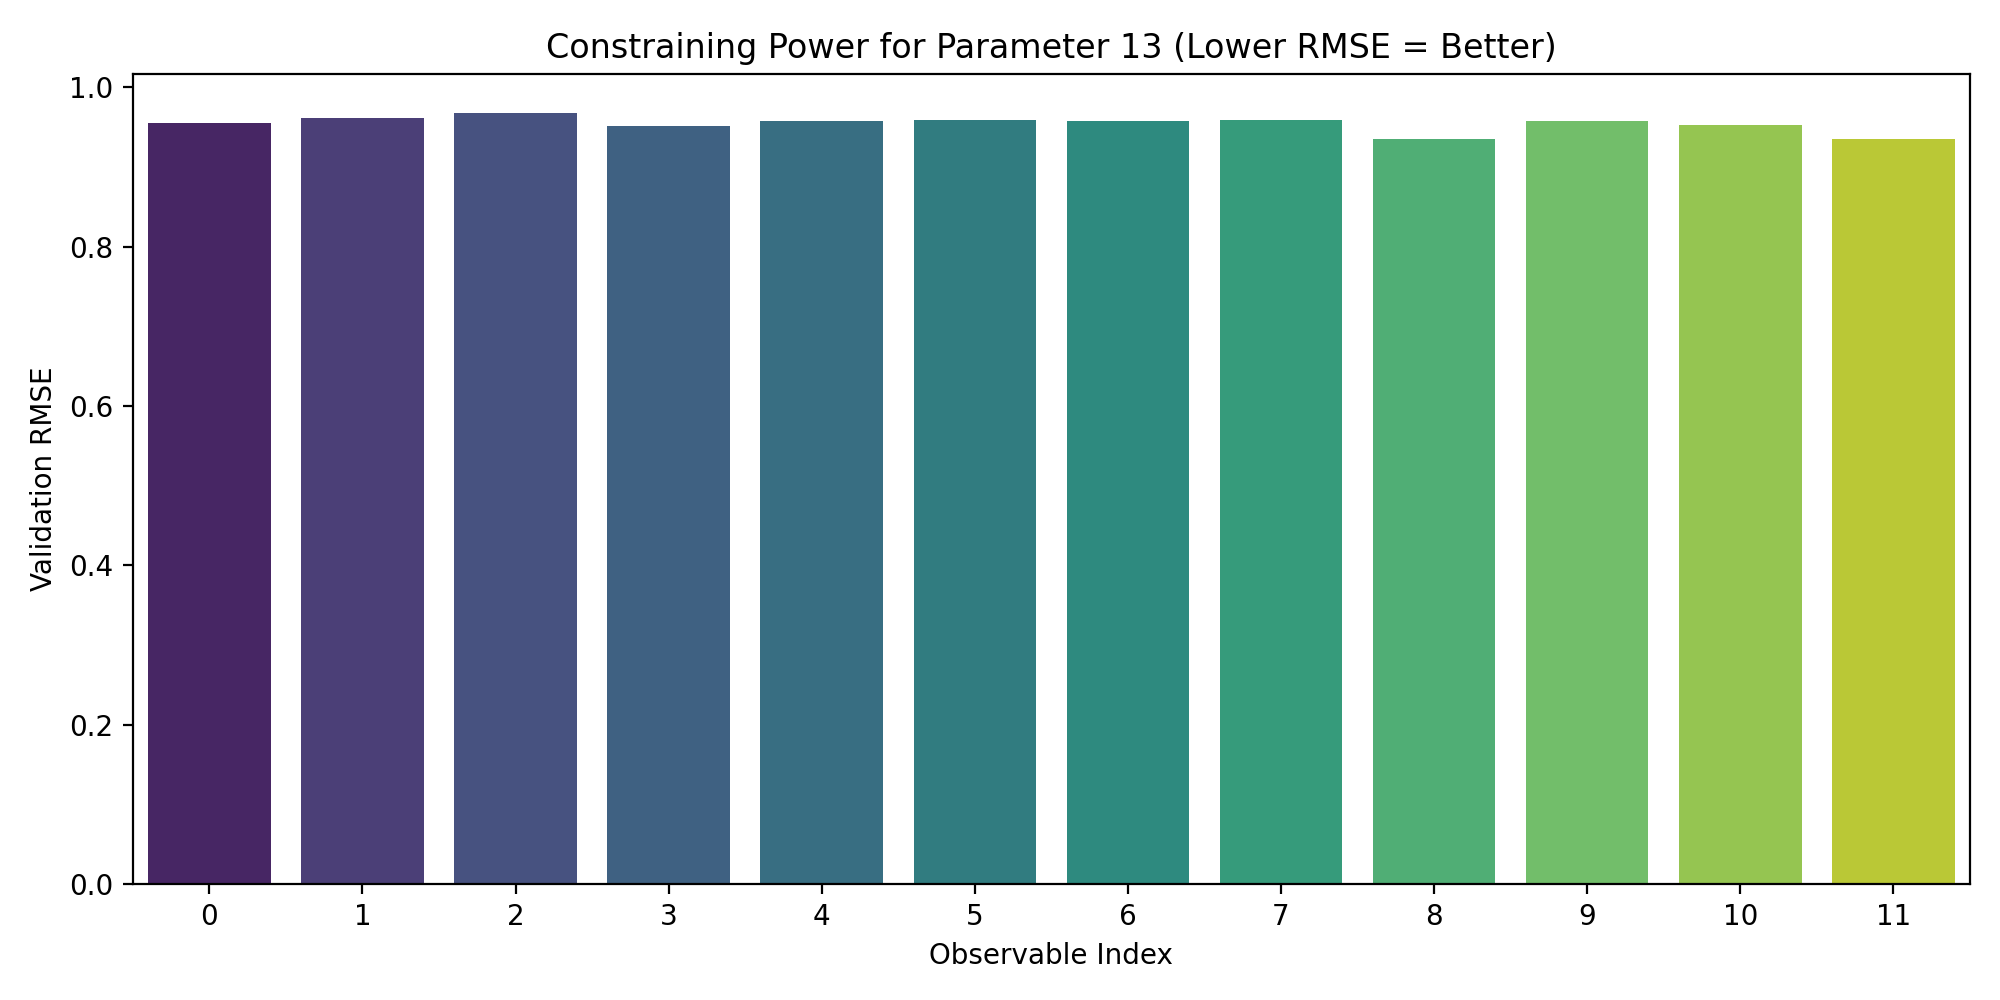 Constraining Power for Parameter 13 (Lower RMSE = Better)
Validation RMSE
1.0
0.8
0.6
0.4
0.2
0.0
0 1 2 3 4 5 6 7 8 9 10 11
Observable Index